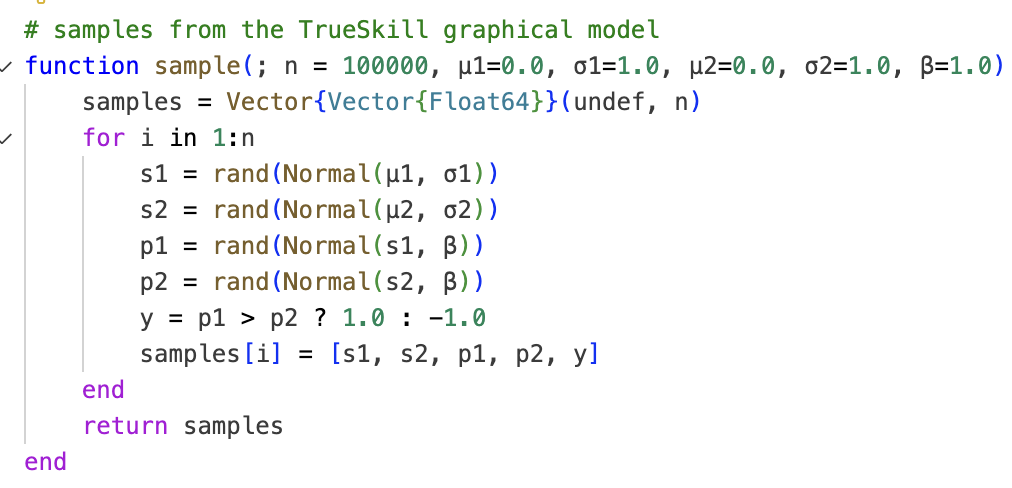 # samples from the TrueSkill graphical model
function sample(; n = 100000, μ1=0.0, σ1=1.0, μ2=0.0, σ2=1.0, β=1.0)
    samples = Vector{Vector{Float64}}(undef, n)
    for i in 1:n
        s1 = rand(Normal(μ1, σ1))
        s2 = rand(Normal(μ2, σ2))
        p1 = rand(Normal(s1, β))
        p2 = rand(Normal(s2, β))
        y = p1 > p2 ? 1.0 : -1.0
        samples[i] = [s1, s2, p1, p2, y]
    end
    return samples
end